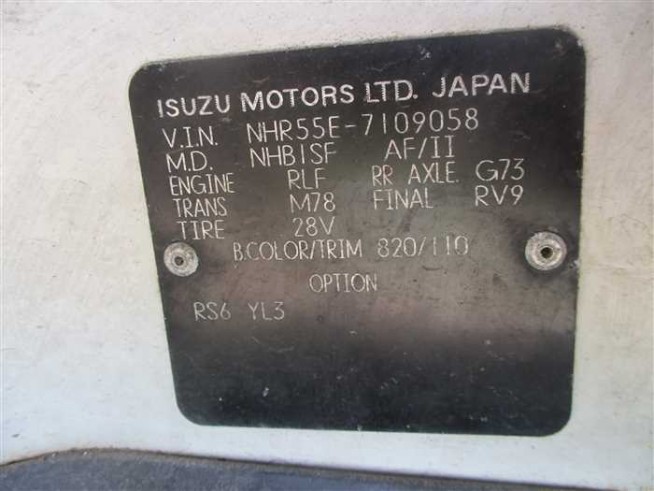 ISUZU MOTORS LTD. JAPAN
V.I.N. NHR55E-7109058
M.D. NHB1SF AF/II
ENGINE RLF RR AXLE. G73
TRANS M78 FINAL RV9
TIRE 28V
B.COLOR/TRIM 820/110
OPTION
RS6 YL3